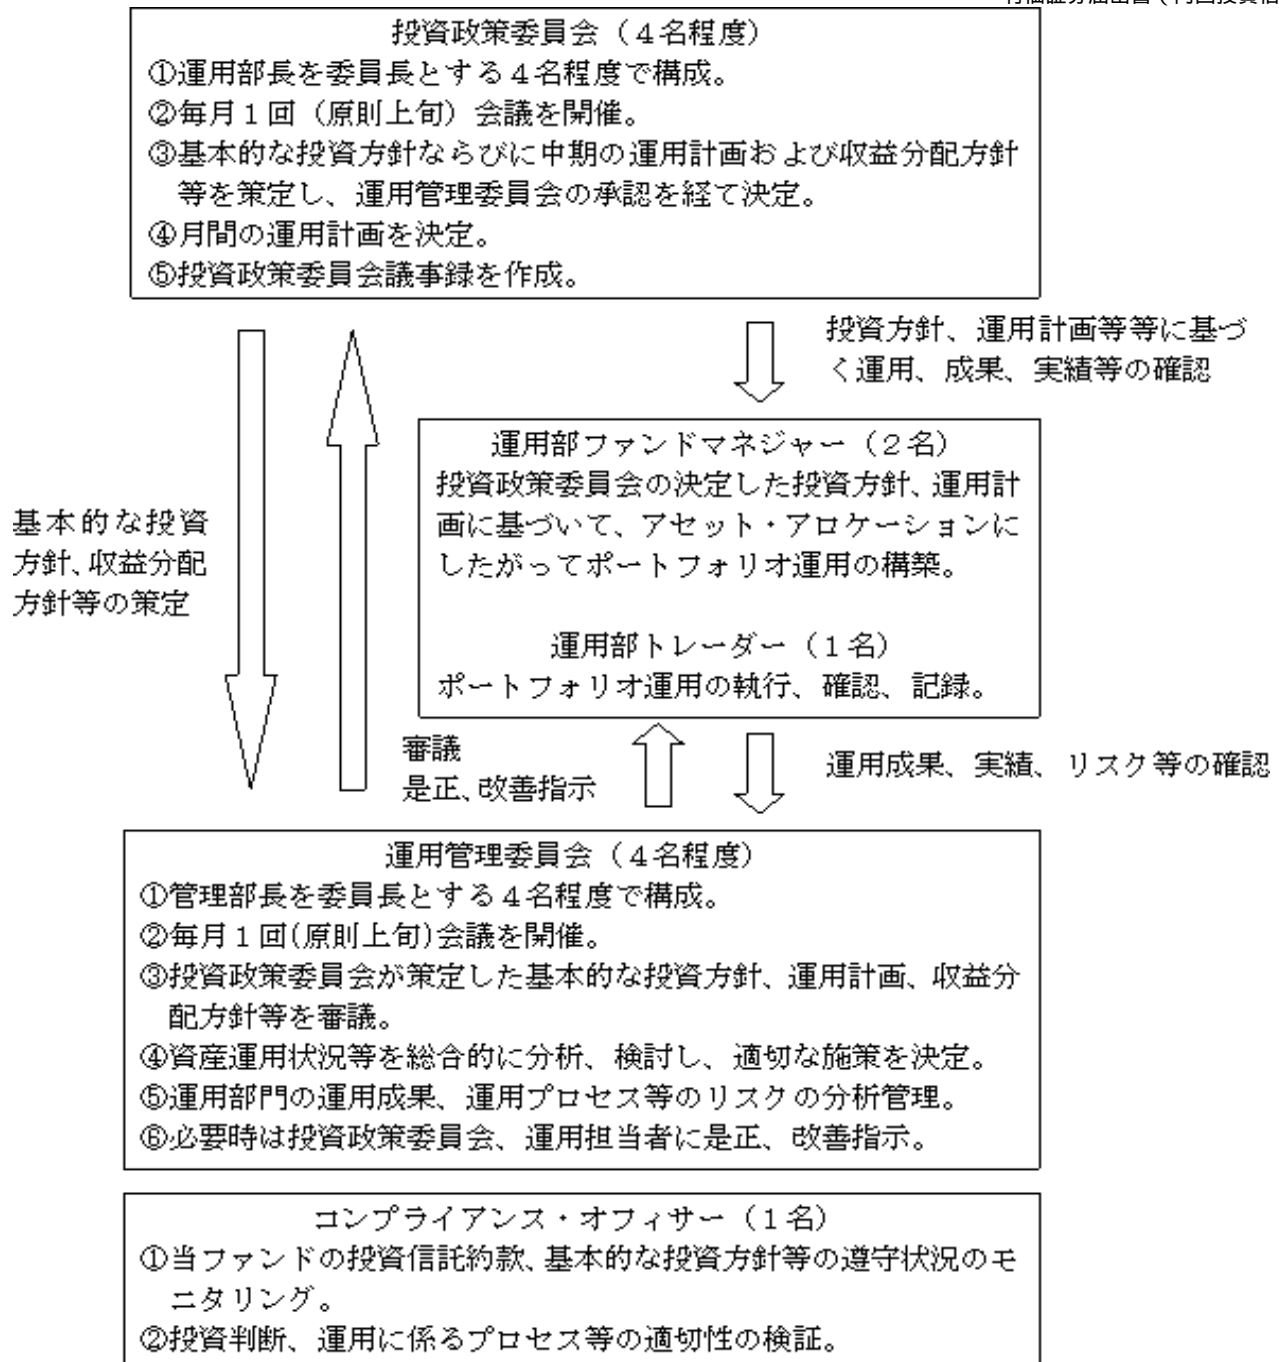 投資政策委員会（４名程度）
①運用部長を委員長とする４名程度で構成。
②毎月１回（原則上旬）会議を開催。
③基本的な投資方針ならびに中期の運用計画および収益分配方針
等を策定し、運用管理委員会の承認を経て決定。
④月間の運用計画を決定。
⑤投資政策委員会議事録を作成。
投資方針、運用計画等等に基づ
く運用、成果、実績等の確認
運用部ファンドマネジャー（２名）
投資政策委員会の決定した投資方針、運用計
画に基づいて、アセット・アロケーションに
したがってポートフォリオ運用の構築。
運用部トレーダー（１名）
ポートフォリオ運用の執行、確認、記録。
基本的な投資
方針、収益分配
方針等の策定
審議
是正、改善指示
運用成果、実績、リスク等の確認
運用管理委員会（４名程度）
①管理部長を委員長とする４名程度で構成。
②毎月１回(原則上旬)会議を開催。
③投資政策委員会が策定した基本的な投資方針、運用計画、収益分
配方針等を審議。
④資産運用状況等を総合的に分析、検討し、適切な施策を決定。
⑤運用部門の運用成果、運用プロセス等のリスクの分析管理。
⑥必要時は投資政策委員会、運用担当者に是正、改善指示。
コンプライアンス・オフィサー（１名）
①当ファンドの投資信託約款、基本的な投資方針等の遵守状況のモ
ニタリング。
②投資判断、運用に係るプロセス等の適切性の検証。